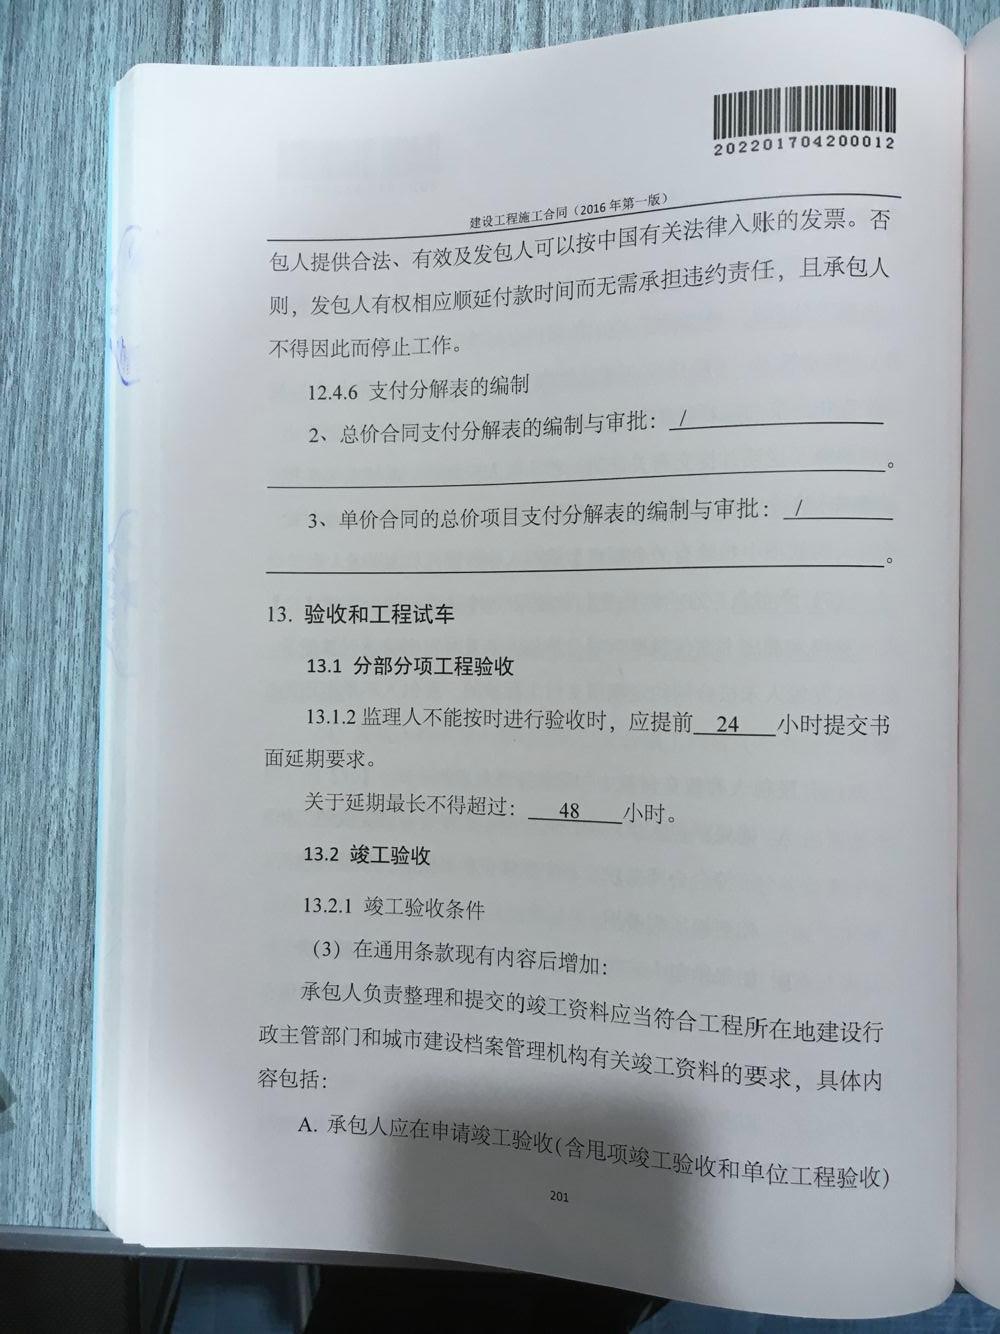 202201704200012
建设工程施工合同（2016 年第一版）
包人提供合法、有效及发包人可以按中国有关法律入账的发票。否
则，发包人有权相应顺延付款时间而无需承担违约责任，且承包人
不得因此而停止工作。
12.4.6 支付分解表的编制
2、总价合同支付分解表的编制与审批： /
。
3、单价合同的总价项目支付分解表的编制与审批： /
。
13. 验收和工程试车
13.1 分部分项工程验收
13.1.2 监理人不能按时进行验收时，应提前 24 小时提交书
面延期要求。
关于延期最长不得超过： 48 小时。
13.2 竣工验收
13.2.1 竣工验收条件
（3）在通用条款现有内容后增加：
承包人负责整理和提交的竣工资料应当符合工程所在地建设行
政主管部门和城市建设档案管理机构有关竣工资料的要求，具体内
容包括：
A. 承包人应在申请竣工验收(含甩项竣工验收和单位工程验收)
201